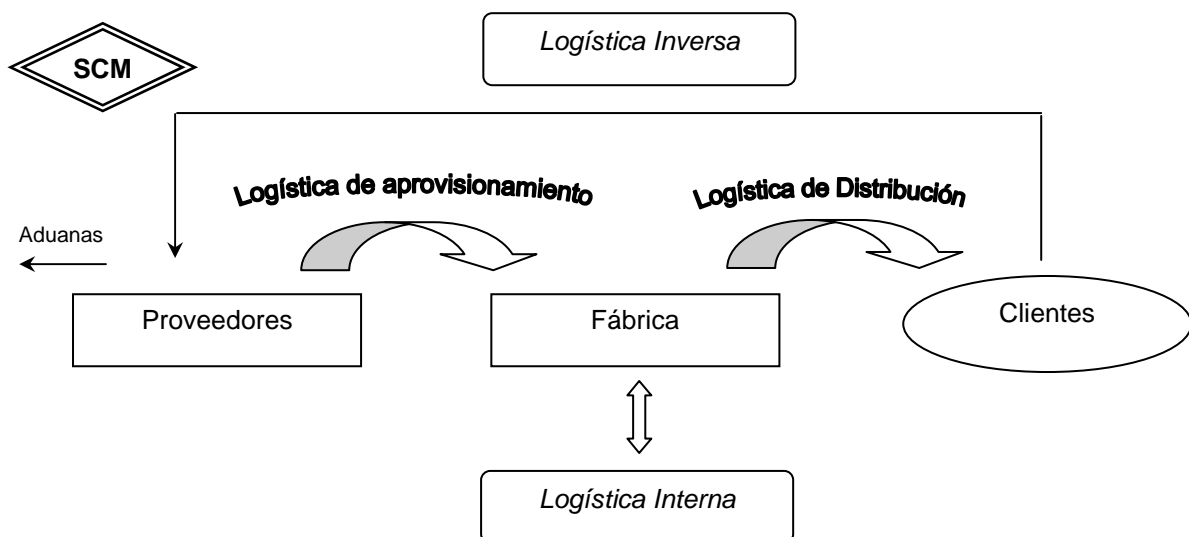 Logística Inversa
SCM
Logística de aprovisionamiento
Logística de Distribución
Aduanas
Proveedores
Fábrica
Clientes
Logística Interna